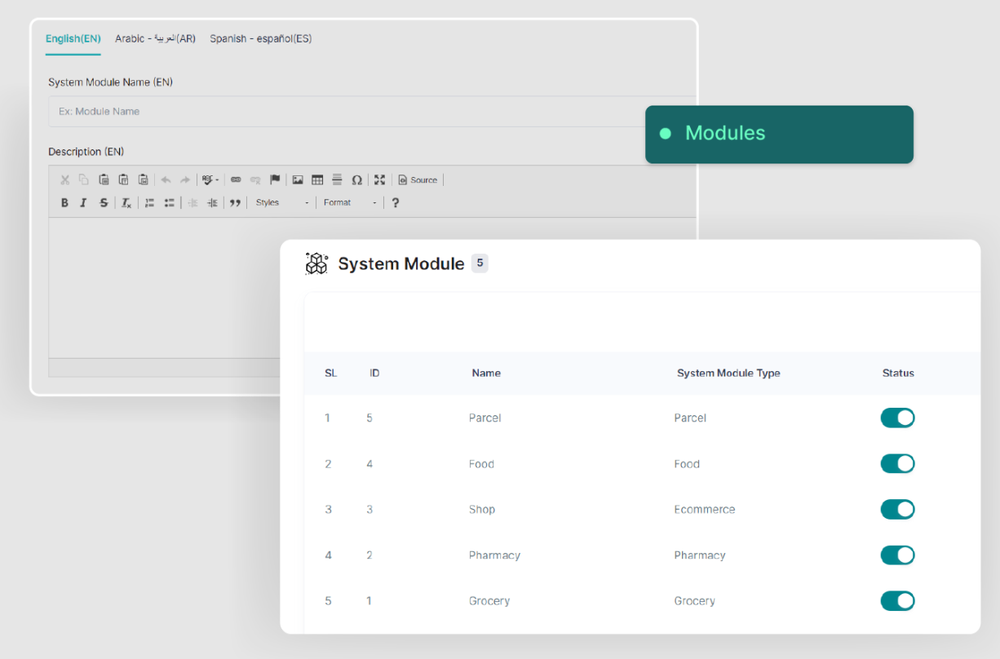 English(EN) Arabic - العربية(AR) Spanish - español(ES)
System Module Name (EN)
Ex: Module Name
Modules
Description (EN)
ABC Ω Source
B I S Ix Styles Format ?
System Module 5
SL ID Name System Module Type Status
1 5 Parcel Parcel
2 4 Food Food
3 3 Shop Ecommerce
4 2 Pharmacy Pharmacy
5 1 Grocery Grocery